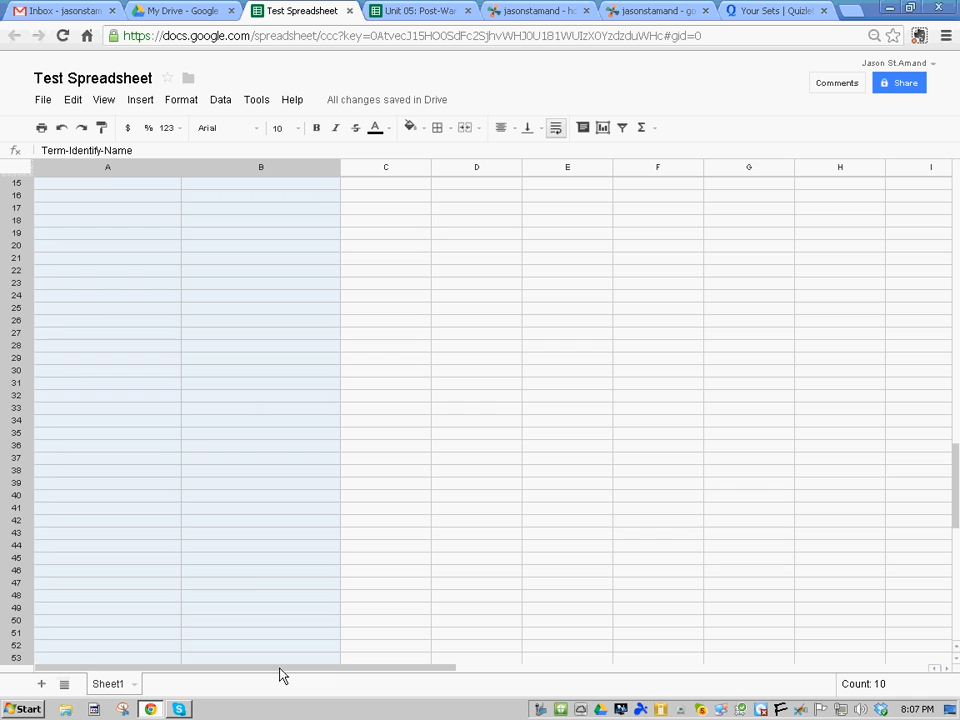 Inbox - jasonstam
My Drive - Google
Test Spreadsheet
Unit 05: Post-War
jasonstamand - ho
jasonstamand - go
Your Sets | Quizlet
https://docs.google.com/spreadsheet/ccc?key=0AtvecJ15HO0SdFc2SjhvWHJ0U181WUIzX0YzdzduWHc#gid=0
Jason St.Amand
Test Spreadsheet
Comments
Share
File Edit View Insert Format Data Tools Help All changes saved in Drive
$ % 123 Arial 10 B I S A Σ
fx Term-Identify-Name
A B C D E F G H I
15
16
17
18
19
20
21
22
23
24
25
26
27
28
29
30
31
32
33
34
35
36
37
38
39
40
41
42
43
44
45
46
47
48
49
50
51
52
53
+ Sheet1 Count: 10
Start 8:07 PM